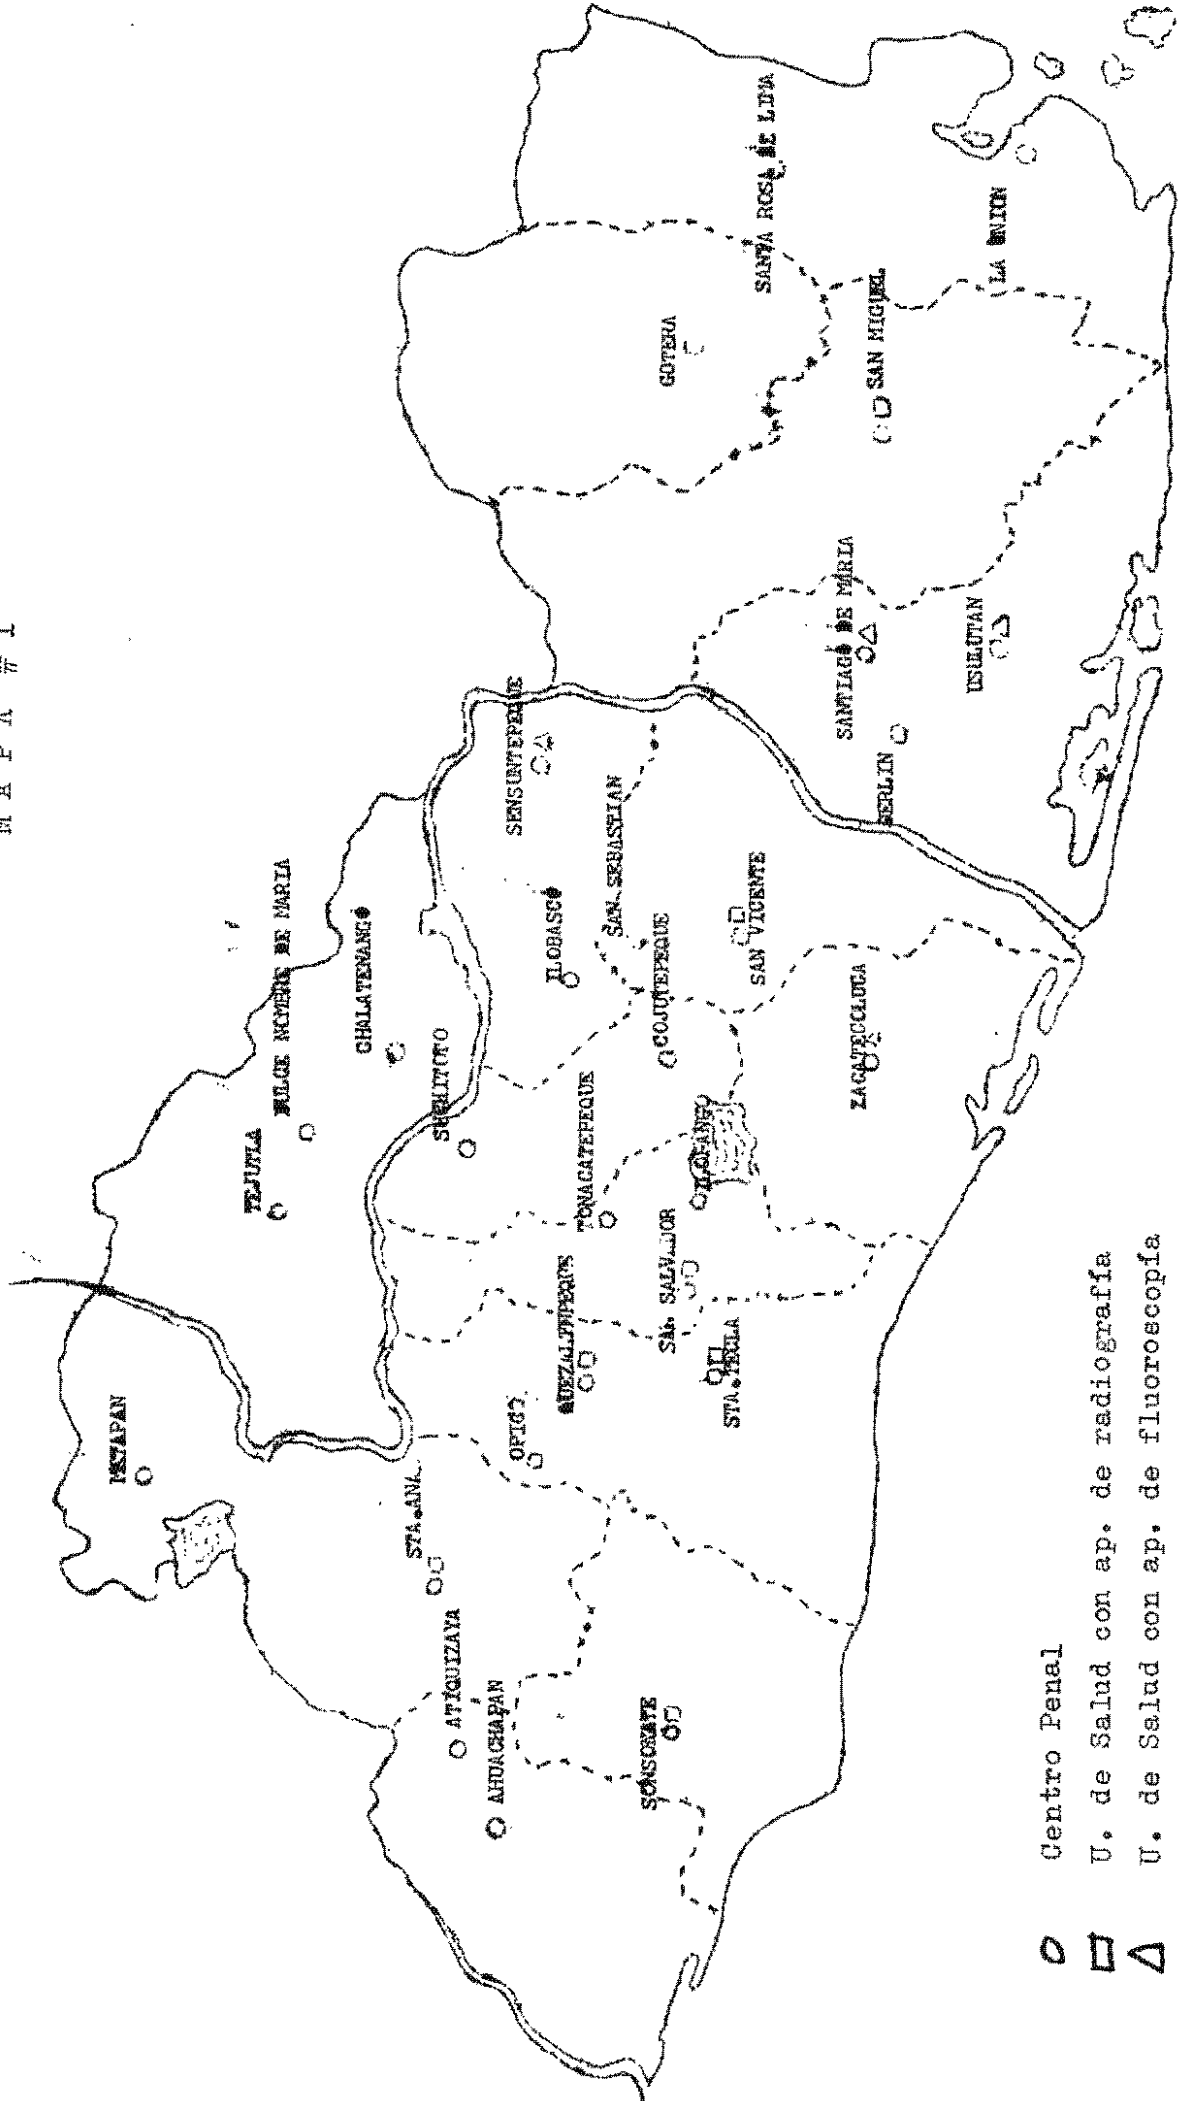 M A P A # 1
METAPAN
TEJUTLA
DULCE NOMBRE DE MARIA
CHALATENANGO
SUCHITOTO
SENSUNTEPEQUE
ILOBASCO
SAN SEBASTIAN
COJUTEPEQUE
SAN VICENTE
TONACATEPEQUE
ILOPANGO
ZACATECOLUCA
SAN SALVADOR
QUEZALTEPEQUE
OPICO
STA. TECLA
STA. ANA
ATIQUIZAYA
AHUACHAPAN
SONSONATE
GOTERA
SANTA ROSA DE LIMA
SAN MIGUEL
LA UNION
SANTIAGO DE MARIA
USULUTAN
BERLIN
Centro Penal
U. de Salud con ap. de radiografía
U. de Salud con ap. de fluoroscopía